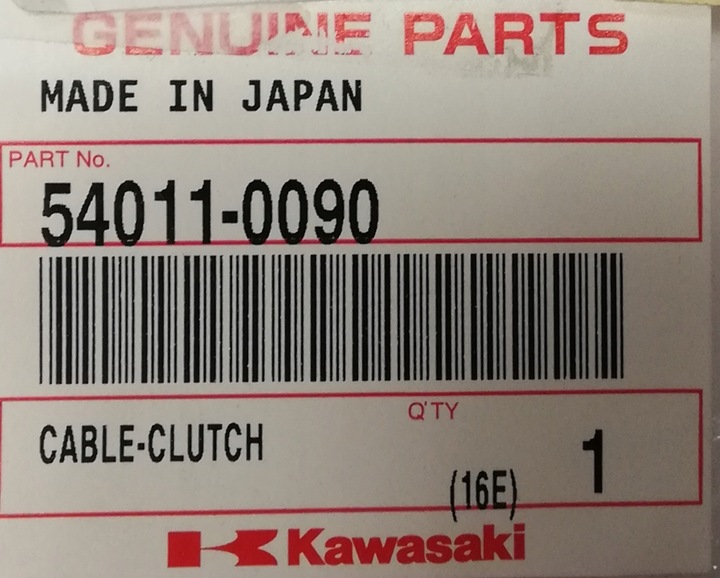 GENUINE PARTS
MADE IN JAPAN
PART No.
54011-0090
Q'TY
CABLE-CLUTCH
(16E) 1
Kawasaki